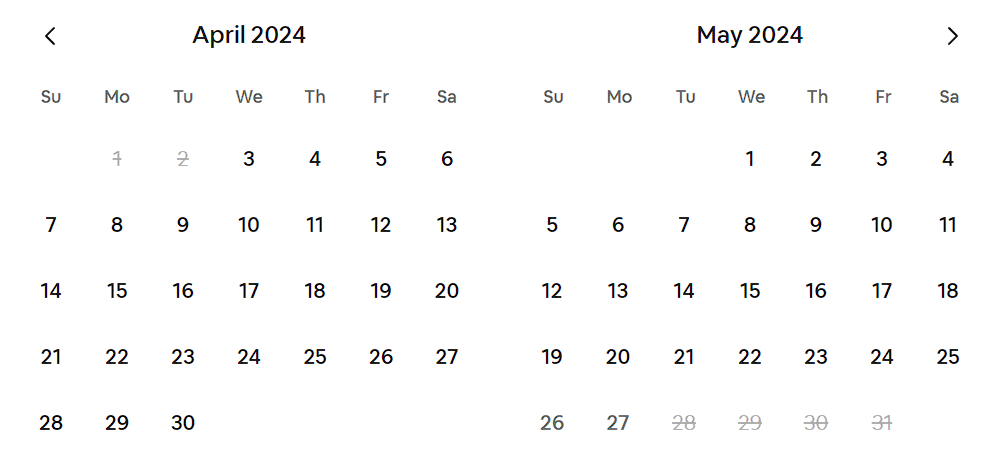 April 2024
Su Mo Tu We Th Fr Sa
1 2 3 4 5 6
7 8 9 10 11 12 13
14 15 16 17 18 19 20
21 22 23 24 25 26 27
28 29 30
May 2024
Su Mo Tu We Th Fr Sa
1 2 3 4
5 6 7 8 9 10 11
12 13 14 15 16 17 18
19 20 21 22 23 24 25
26 27 28 29 30 31